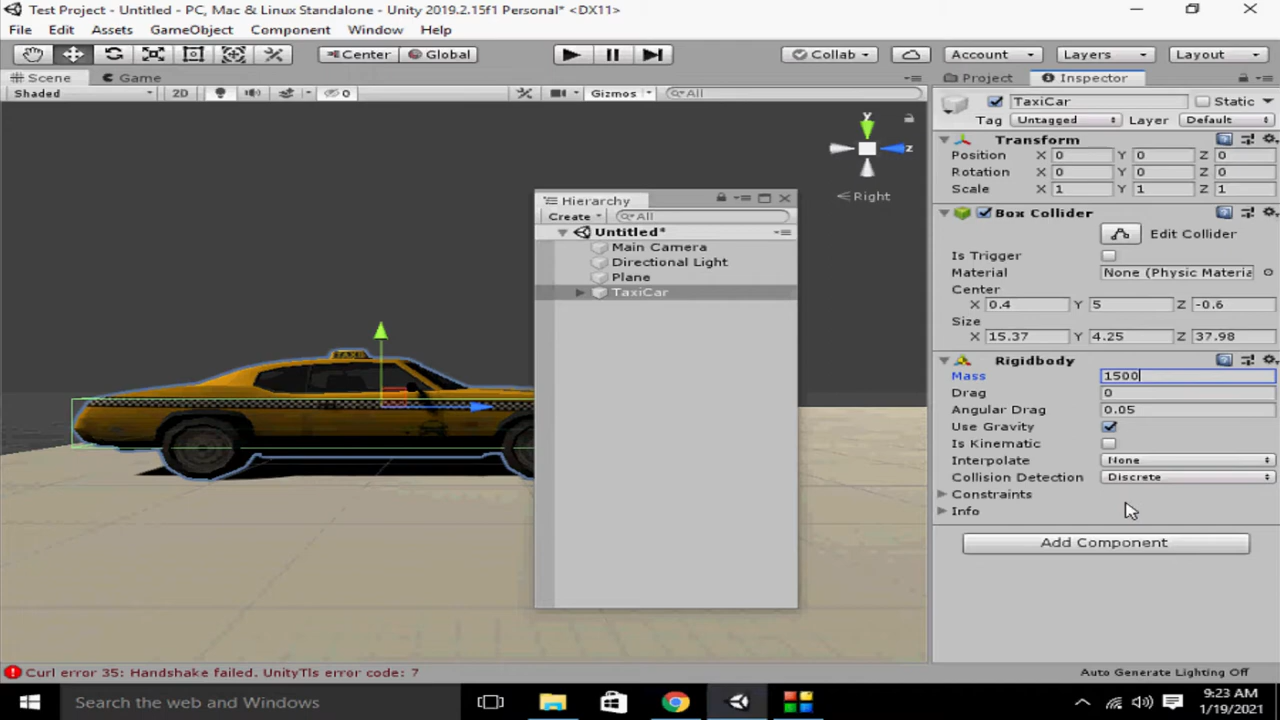 Test Project - Untitled - PC, Mac & Linux Standalone - Unity 2019.2.15f1 Personal* <DX11>
File Edit Assets GameObject Component Window Help
Center Global Collab Account Layers Layout
Scene Game Project Inspector
Shaded 2D 0 Gizmos All
TaxiCar Static
Tag Untagged Layer Default
Transform
Position X 0 Y 0 Z 0
Rotation X 0 Y 0 Z 0
Scale X 1 Y 1 Z 1
y
z
Right
Hierarchy
Create All
Untitled*
Main Camera
Directional Light
Plane
TaxiCar
Box Collider
Edit Collider
Is Trigger
Material None (Physic Materia
Center
X 0.4 Y 5 Z -0.6
Size
X 15.37 Y 4.25 Z 37.98
TAXI
Rigidbody
Mass 1500
Drag 0
Angular Drag 0.05
Use Gravity
Is Kinematic
Interpolate None
Collision Detection Discrete
Constraints
Info
Add Component
Curl error 35: Handshake failed. UnityTls error code: 7
Auto Generate Lighting Off
Search the web and Windows
9:23 AM
1/19/2021